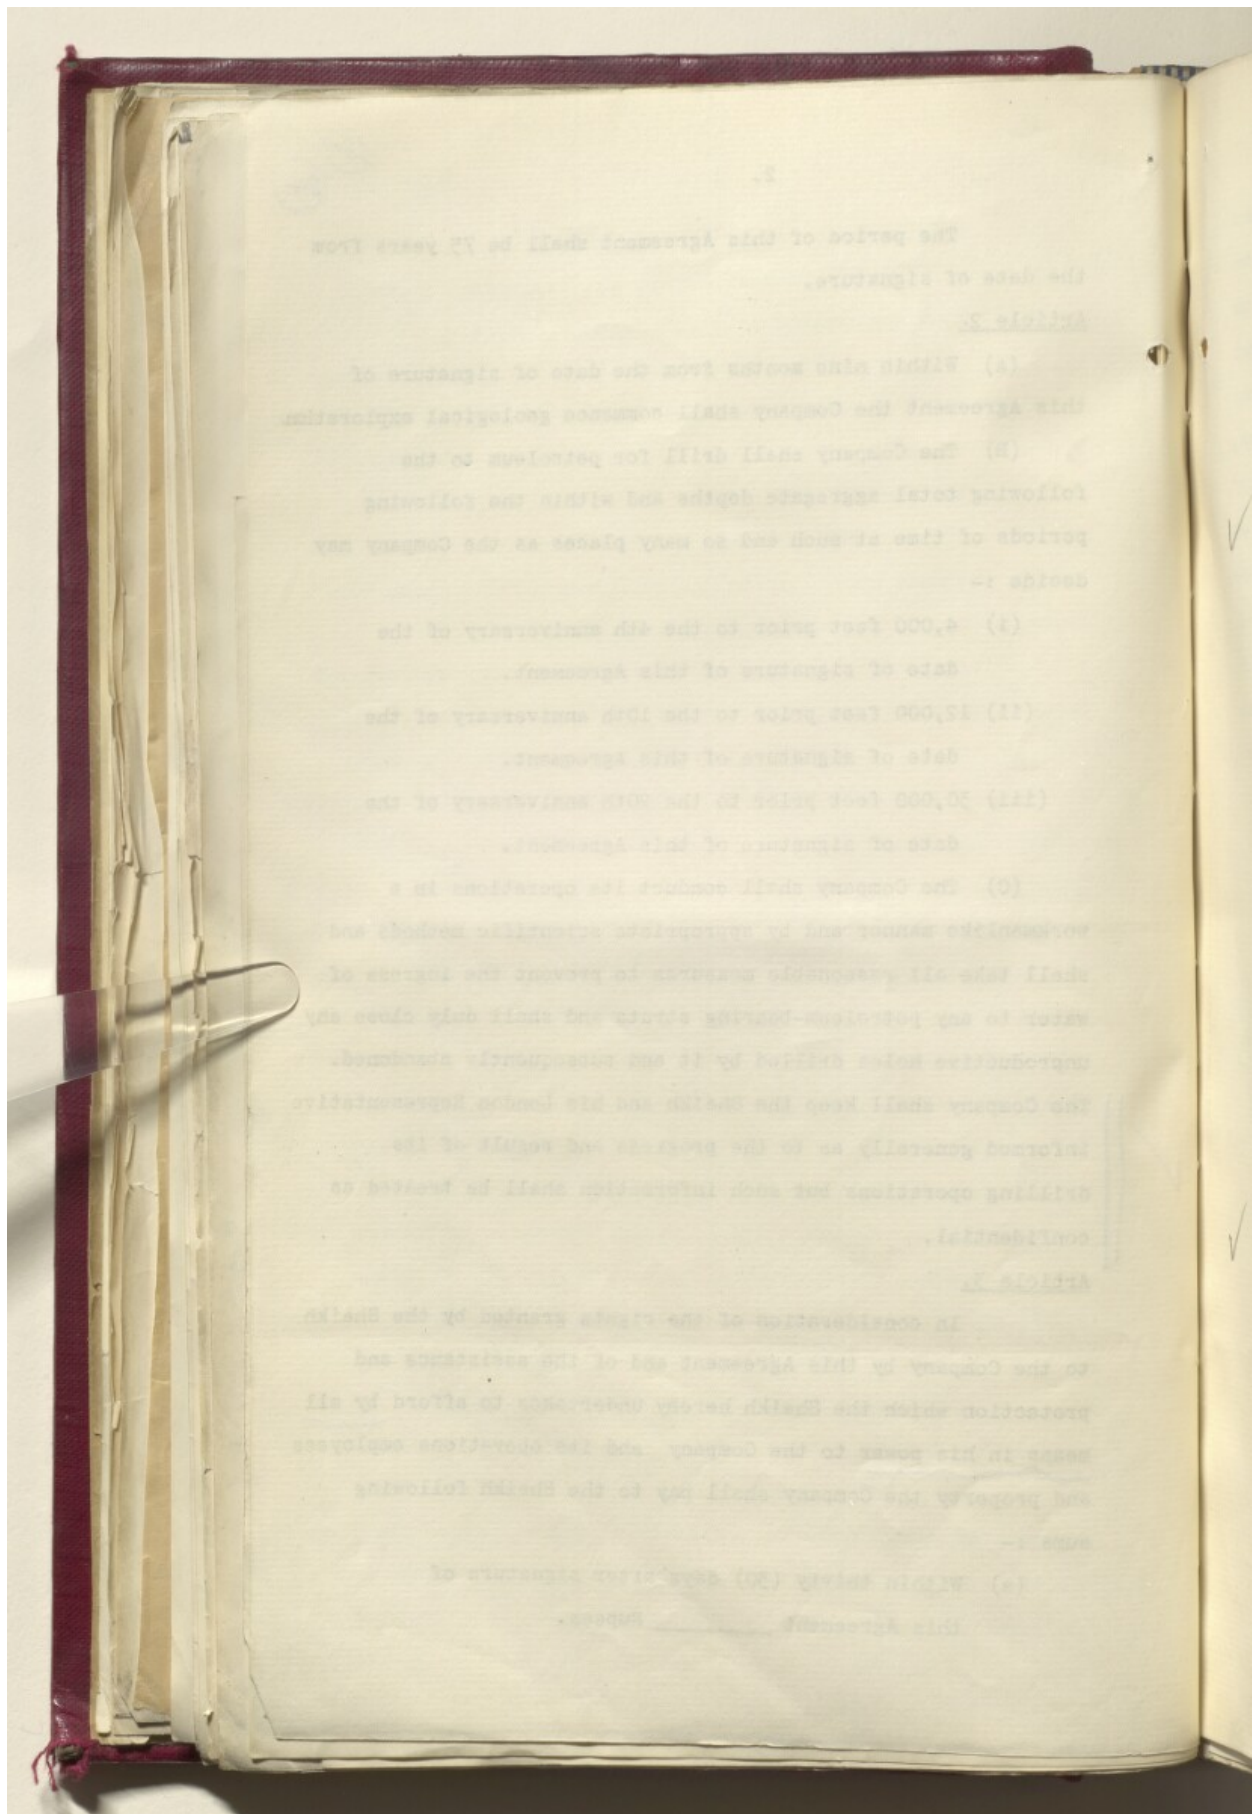 2.
The period of this Agreement shall be 75 years from
the date of signature.
Article 2.
(a) Within nine months from the date of signature of
this Agreement the Company shall commence geological exploration
(B) The Company shall drill for petroleum to the
following total aggregate depths and within the following
periods of time at such and so many places as the Company may
decide :-
(i) 4,000 feet prior to the 4th anniversary of the
date of signature of this Agreement.
(ii) 12,000 feet prior to the 10th anniversary of the
date of signature of this Agreement.
(iii) 30,000 feet prior to the 20th anniversary of the
date of signature of this Agreement.
(C) The Company shall conduct its operations in a
workmanlike manner and by appropriate scientific methods and
shall take all reasonable measures to prevent the ingress of
water to any petroleum-bearing strata and shall only close any
unproductive holes drilled by it and subsequently abandoned.
The Company shall keep the Sheikh and his London Representative
informed generally as to the progress and result of its
drilling operations but such information shall be treated as
confidential.
Article 3.
In consideration of the rights granted by the Sheikh
to the Company by this Agreement and of the assistance and
protection which the Sheikh hereby undertakes to afford by all
means in his power to the Company and its operations employees
and property the Company shall pay to the Sheikh following
sums :-
(a) Within thirty (30) days after signature of
this Agreement ________ Rupees.